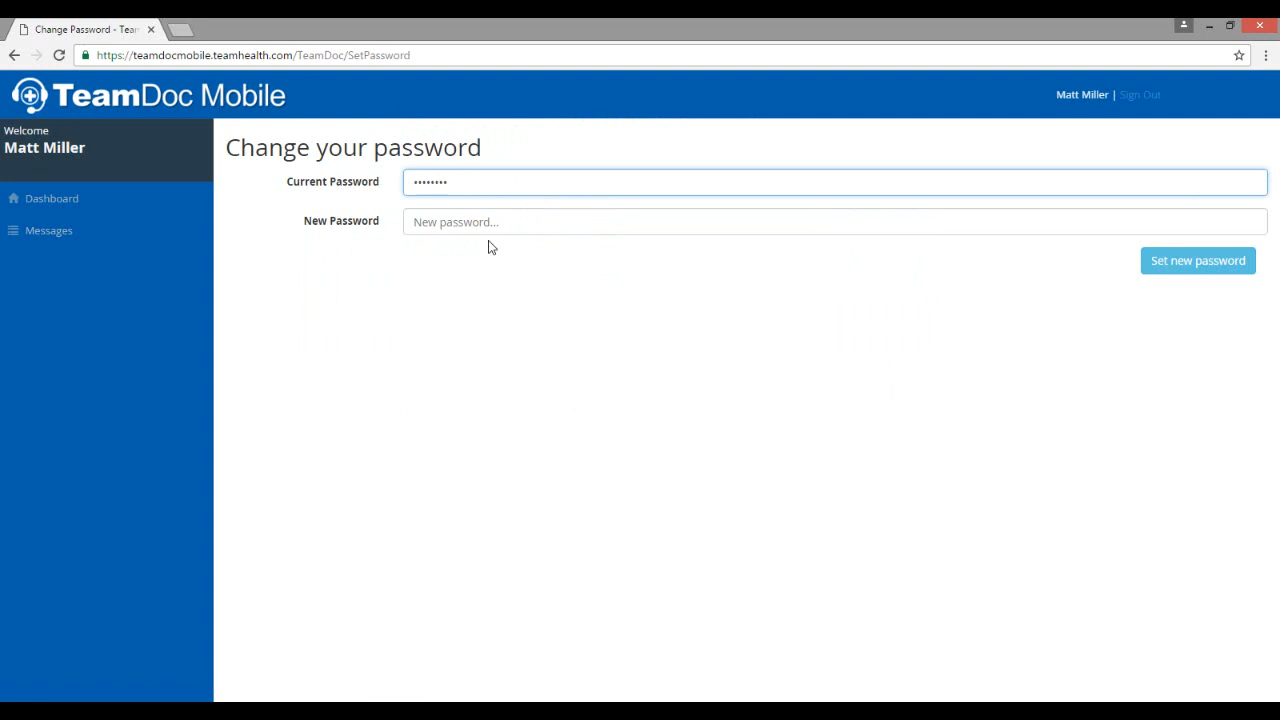 Change Password - Tear
https://teamdocmobile.teamhealth.com/TeamDoc/SetPassword
TeamDoc Mobile
Matt Miller | Sign Out
Welcome
Matt Miller
Dashboard
Messages
Change your password
Current Password ••••••••
New Password New password...
Set new password